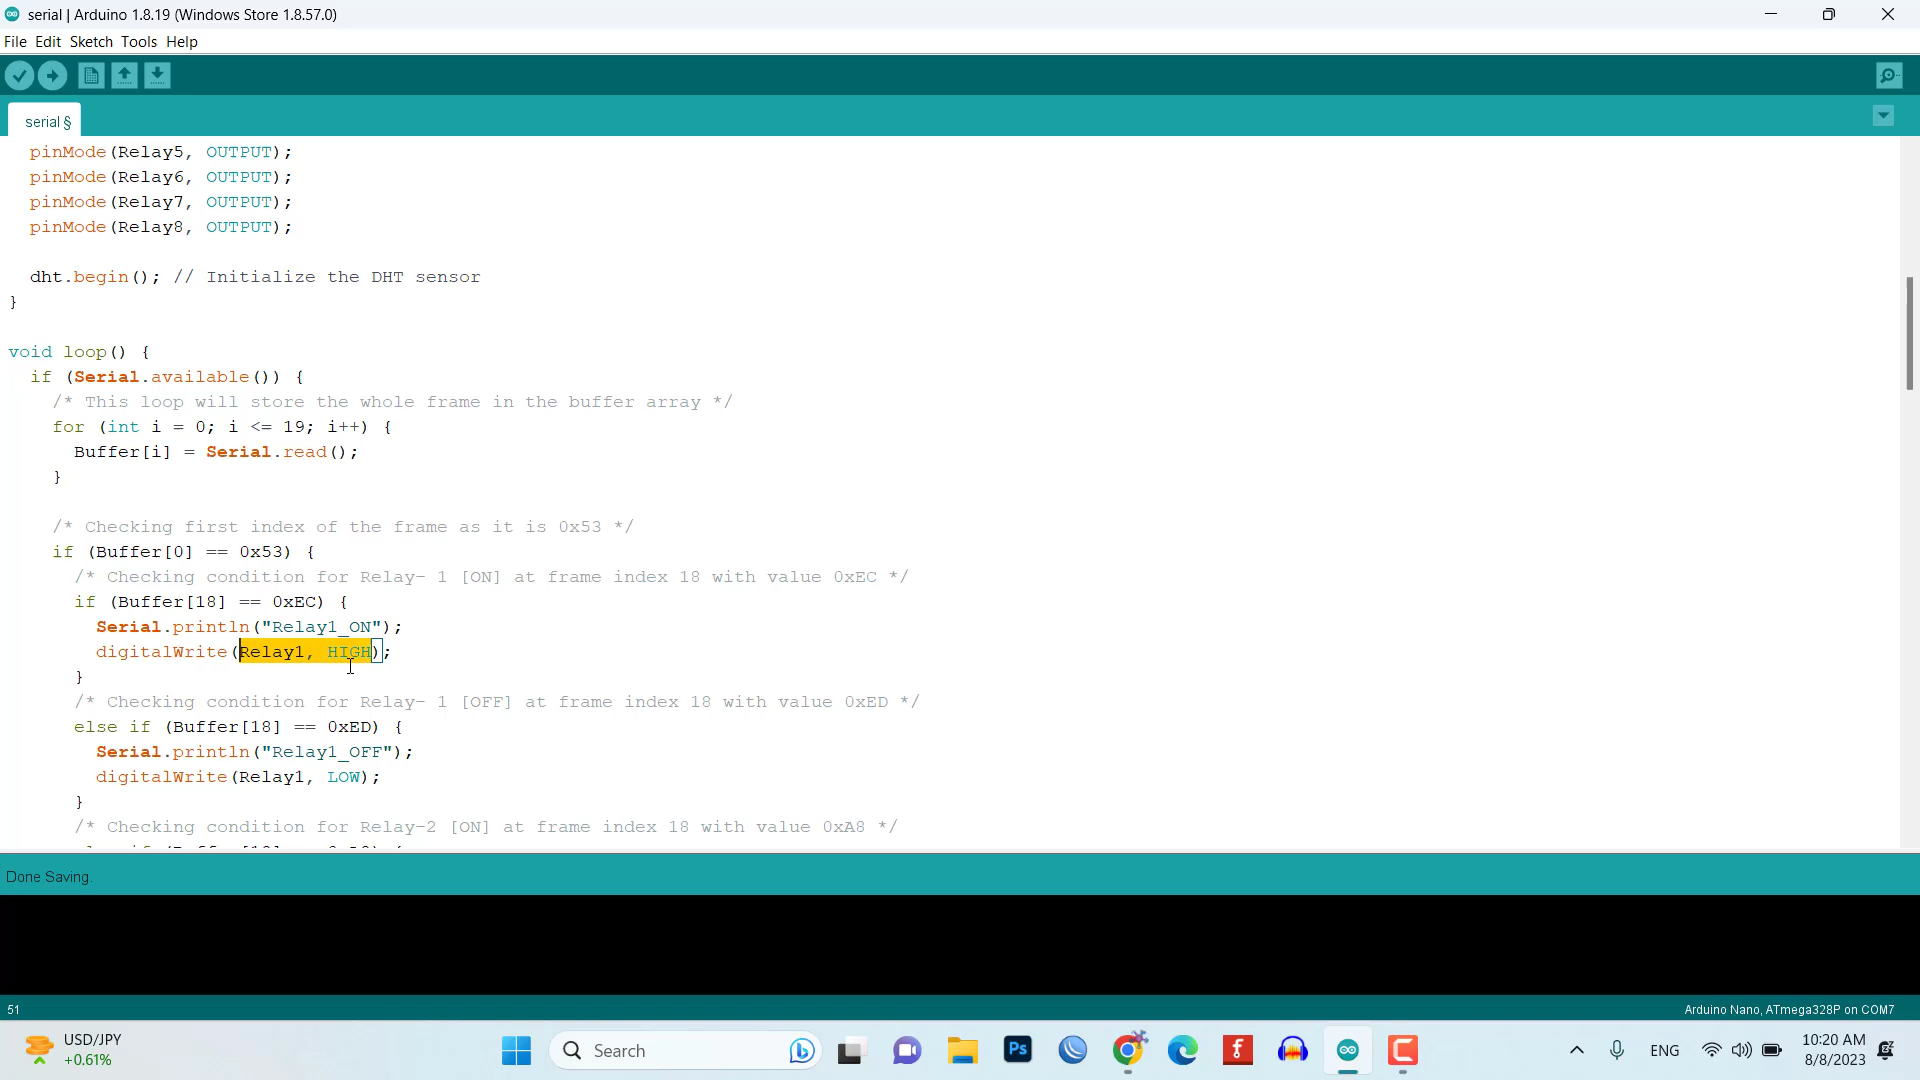 serial | Arduino 1.8.19 (Windows Store 1.8.57.0)
File Edit Sketch Tools Help
serial §
pinMode(Relay5, OUTPUT);
pinMode(Relay6, OUTPUT);
pinMode(Relay7, OUTPUT);
pinMode(Relay8, OUTPUT);
dht.begin(); // Initialize the DHT sensor
}
void loop() {
if (Serial.available()) {
/* This loop will store the whole frame in the buffer array */
for (int i = 0; i <= 19; i++) {
Buffer[i] = Serial.read();
}
/* Checking first index of the frame as it is 0x53 */
if (Buffer[0] == 0x53) {
/* Checking condition for Relay- 1 [ON] at frame index 18 with value 0xEC */
if (Buffer[18] == 0xEC) {
Serial.println("Relay1_ON");
digitalWrite(Relay1, HIGH);
}
/* Checking condition for Relay- 1 [OFF] at frame index 18 with value 0xED */
else if (Buffer[18] == 0xED) {
Serial.println("Relay1_OFF");
digitalWrite(Relay1, LOW);
}
/* Checking condition for Relay-2 [ON] at frame index 18 with value 0xA8 */
Done Saving.
51
Arduino Nano, ATmega328P on COM7
USD/JPY
+0.61%
Search
Ps
ENG
10:20 AM
8/8/2023